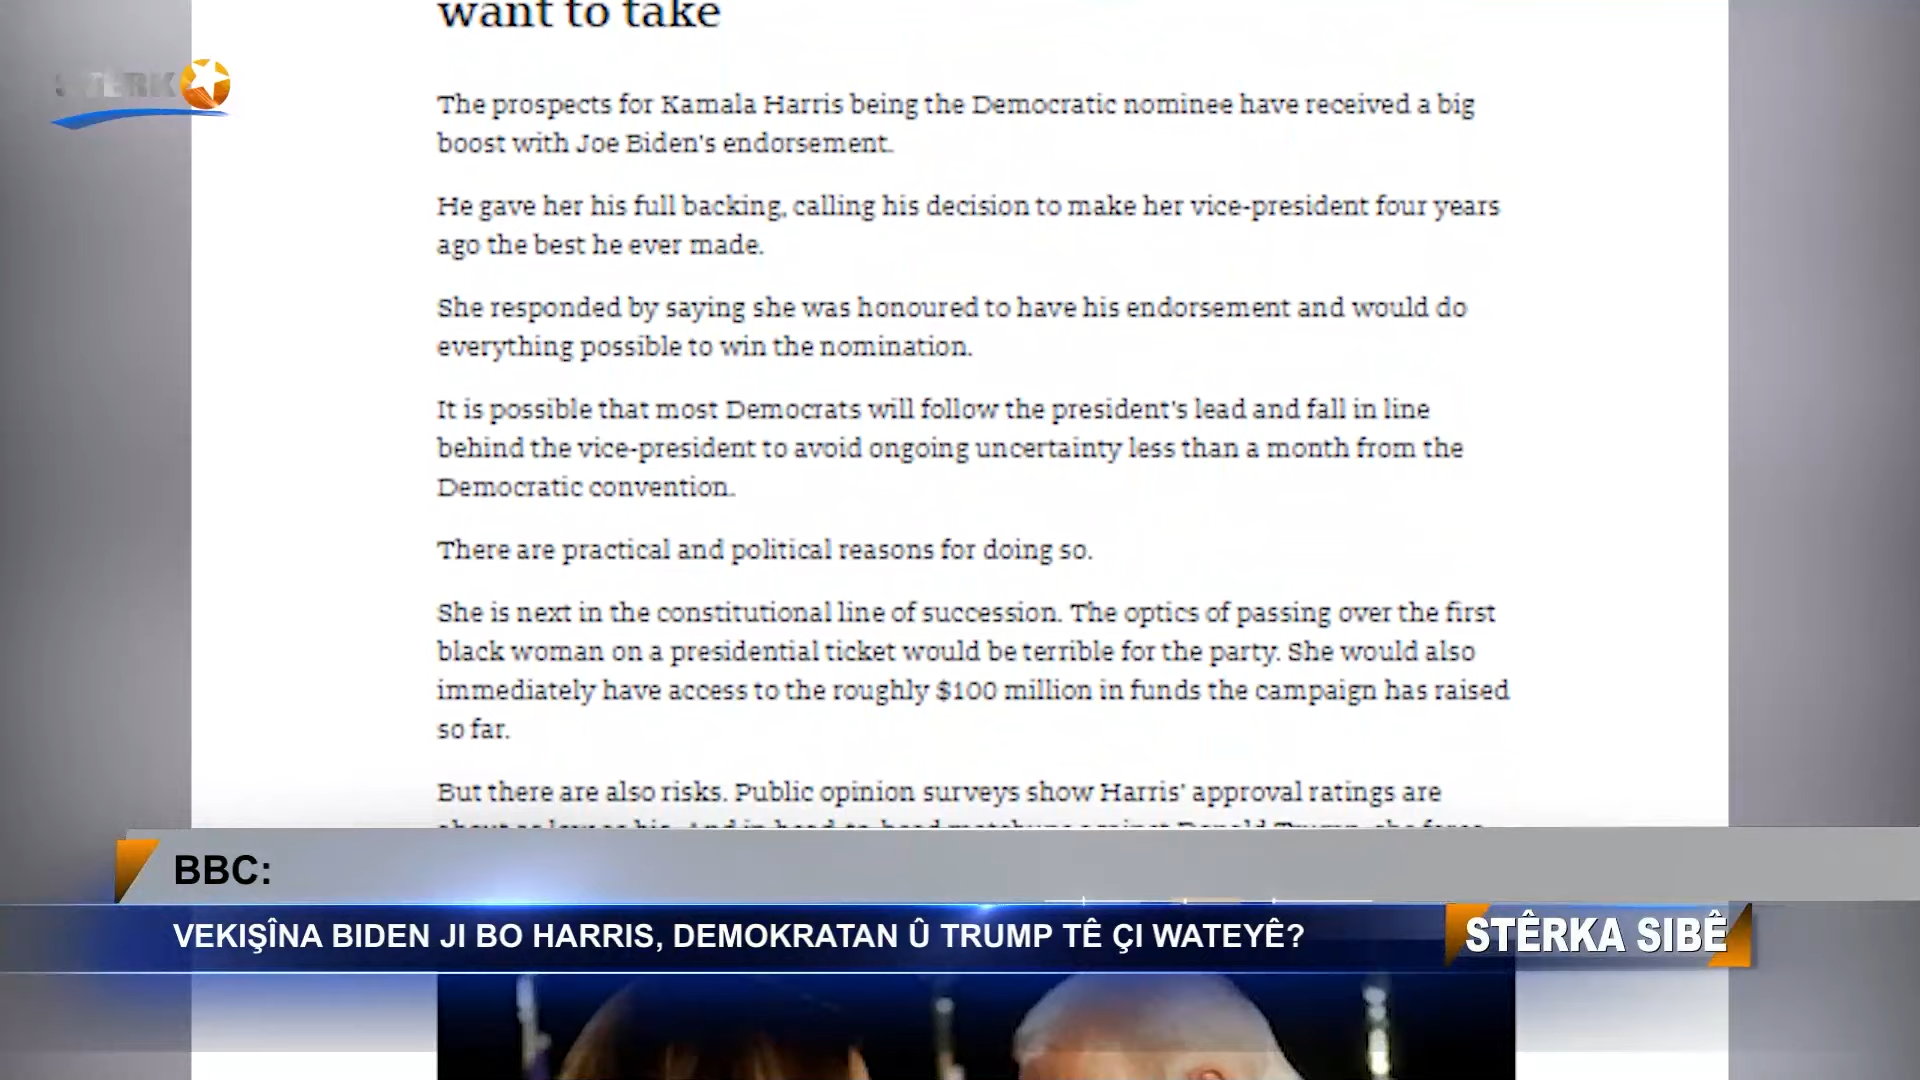 want to take
STÊRK
The prospects for Kamala Harris being the Democratic nominee have received a big
boost with Joe Biden's endorsement.
He gave her his full backing, calling his decision to make her vice-president four years
ago the best he ever made.
She responded by saying she was honoured to have his endorsement and would do
everything possible to win the nomination.
It is possible that most Democrats will follow the president's lead and fall in line
behind the vice-president to avoid ongoing uncertainty less than a month from the
Democratic convention.
There are practical and political reasons for doing so.
She is next in the constitutional line of succession. The optics of passing over the first
black woman on a presidential ticket would be terrible for the party. She would also
immediately have access to the roughly $100 million in funds the campaign has raised
so far.
But there are also risks. Public opinion surveys show Harris' approval ratings are
BBC:
VEKIŞÎNA BIDEN JI BO HARRIS, DEMOKRATAN Û TRUMP TÊ ÇI WATEYÊ?
STÊRKA SIBÊ